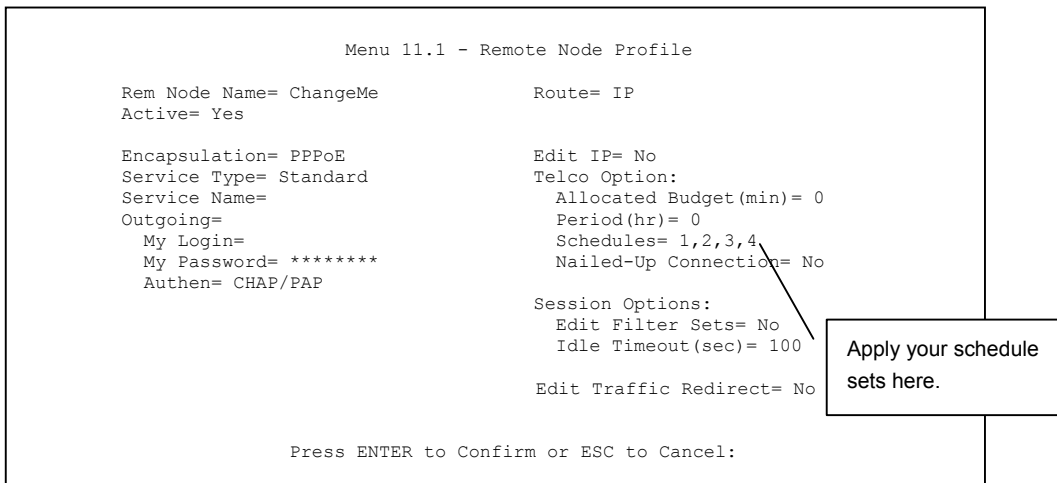 Menu 11.1 - Remote Node Profile
Rem Node Name= ChangeMe Route= IP
Active= Yes
Encapsulation= PPPoE Edit IP= No
Service Type= Standard Telco Option:
Service Name= Allocated Budget(min)= 0
Outgoing= Period(hr)= 0
My Login= Schedules= 1,2,3,4
My Password= ******** Nailed-Up Connection= No
Authen= CHAP/PAP
Session Options:
Edit Filter Sets= No
Idle Timeout(sec)= 100
Edit Traffic Redirect= No
Apply your schedule
sets here.
Press ENTER to Confirm or ESC to Cancel: